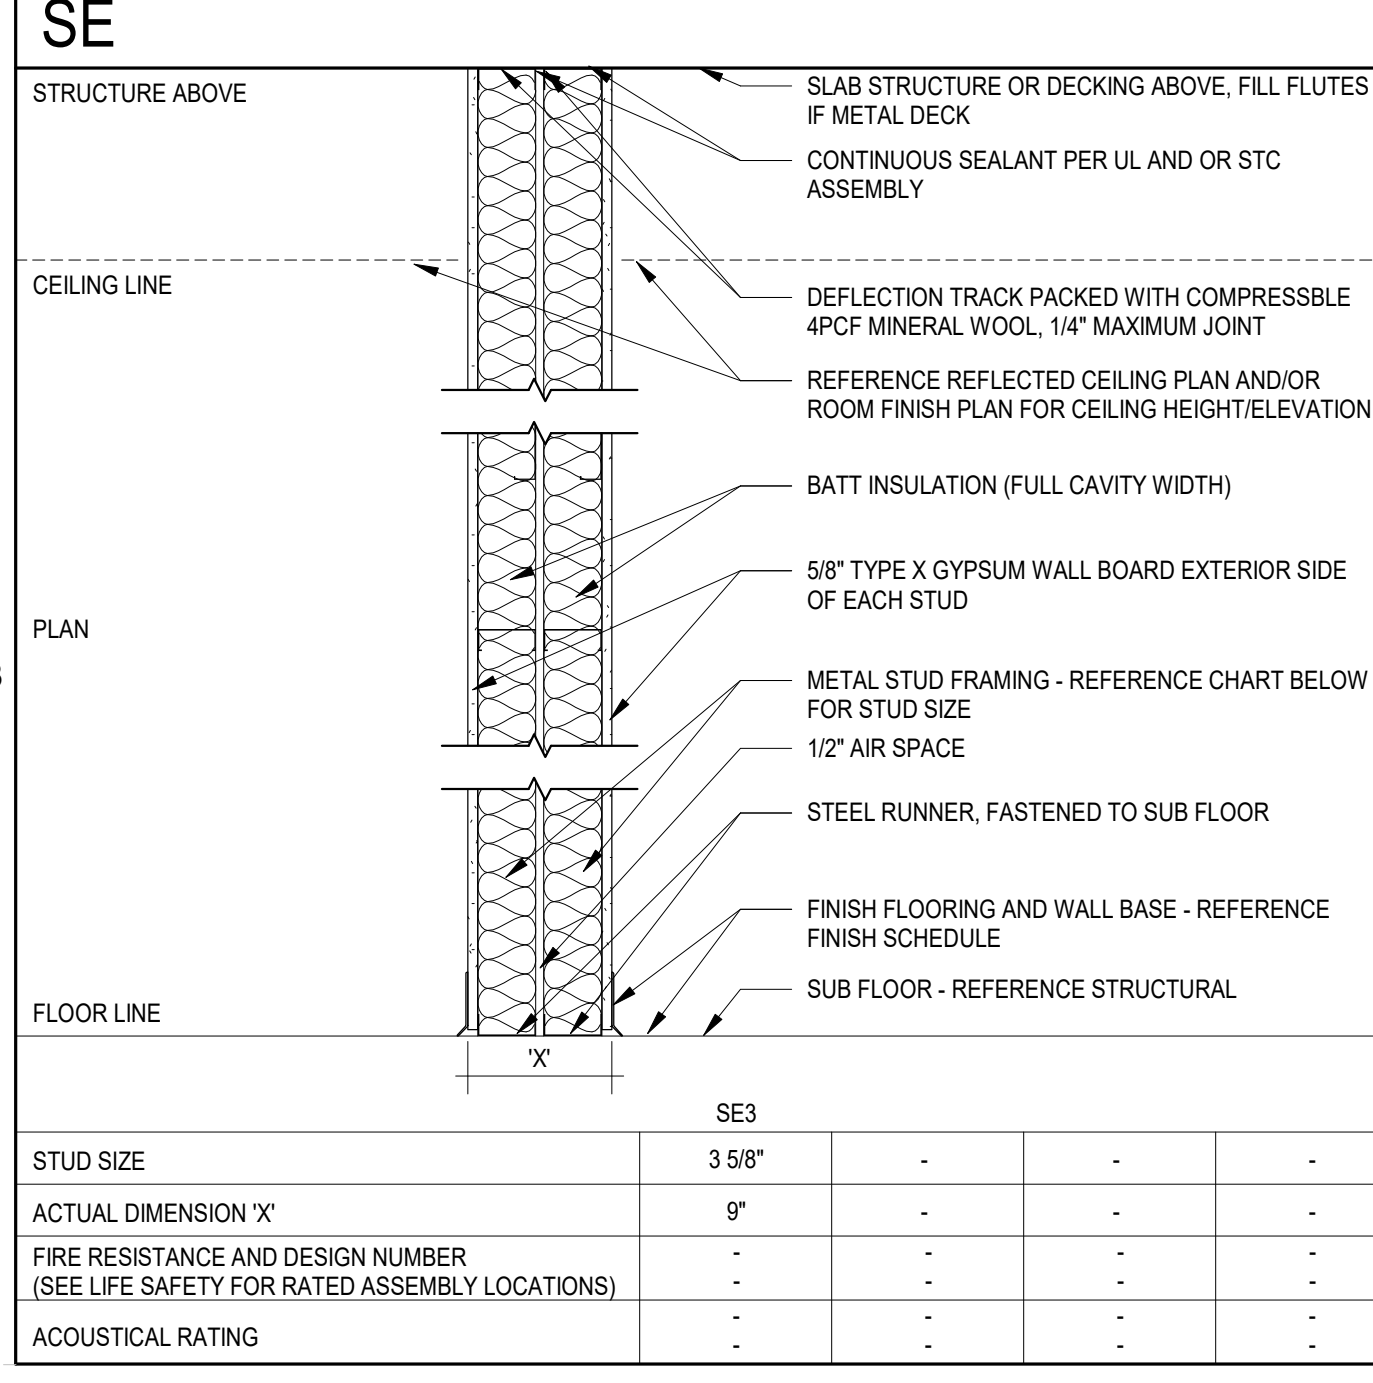 SE
STRUCTURE ABOVE
SLAB STRUCTURE OR DECKING ABOVE, FILL FLUTES
IF METAL DECK
CONTINUOUS SEALANT PER UL AND OR STC
ASSEMBLY
CEILING LINE
DEFLECTION TRACK PACKED WITH COMPRESSBLE
4PCF MINERAL WOOL, 1/4" MAXIMUM JOINT
REFERENCE REFLECTED CEILING PLAN AND/OR
ROOM FINISH PLAN FOR CEILING HEIGHT/ELEVATION
BATT INSULATION (FULL CAVITY WIDTH)
5/8" TYPE X GYPSUM WALL BOARD EXTERIOR SIDE
OF EACH STUD
PLAN
METAL STUD FRAMING - REFERENCE CHART BELOW
FOR STUD SIZE
1/2" AIR SPACE
STEEL RUNNER, FASTENED TO SUB FLOOR
FINISH FLOORING AND WALL BASE - REFERENCE
FINISH SCHEDULE
SUB FLOOR - REFERENCE STRUCTURAL
FLOOR LINE
'X'
SE3
STUD SIZE 3 5/8" - - -
ACTUAL DIMENSION 'X' 9" - - -
FIRE RESISTANCE AND DESIGN NUMBER - - - -
(SEE LIFE SAFETY FOR RATED ASSEMBLY LOCATIONS) - - - -
ACOUSTICAL RATING - - - -
- - - -